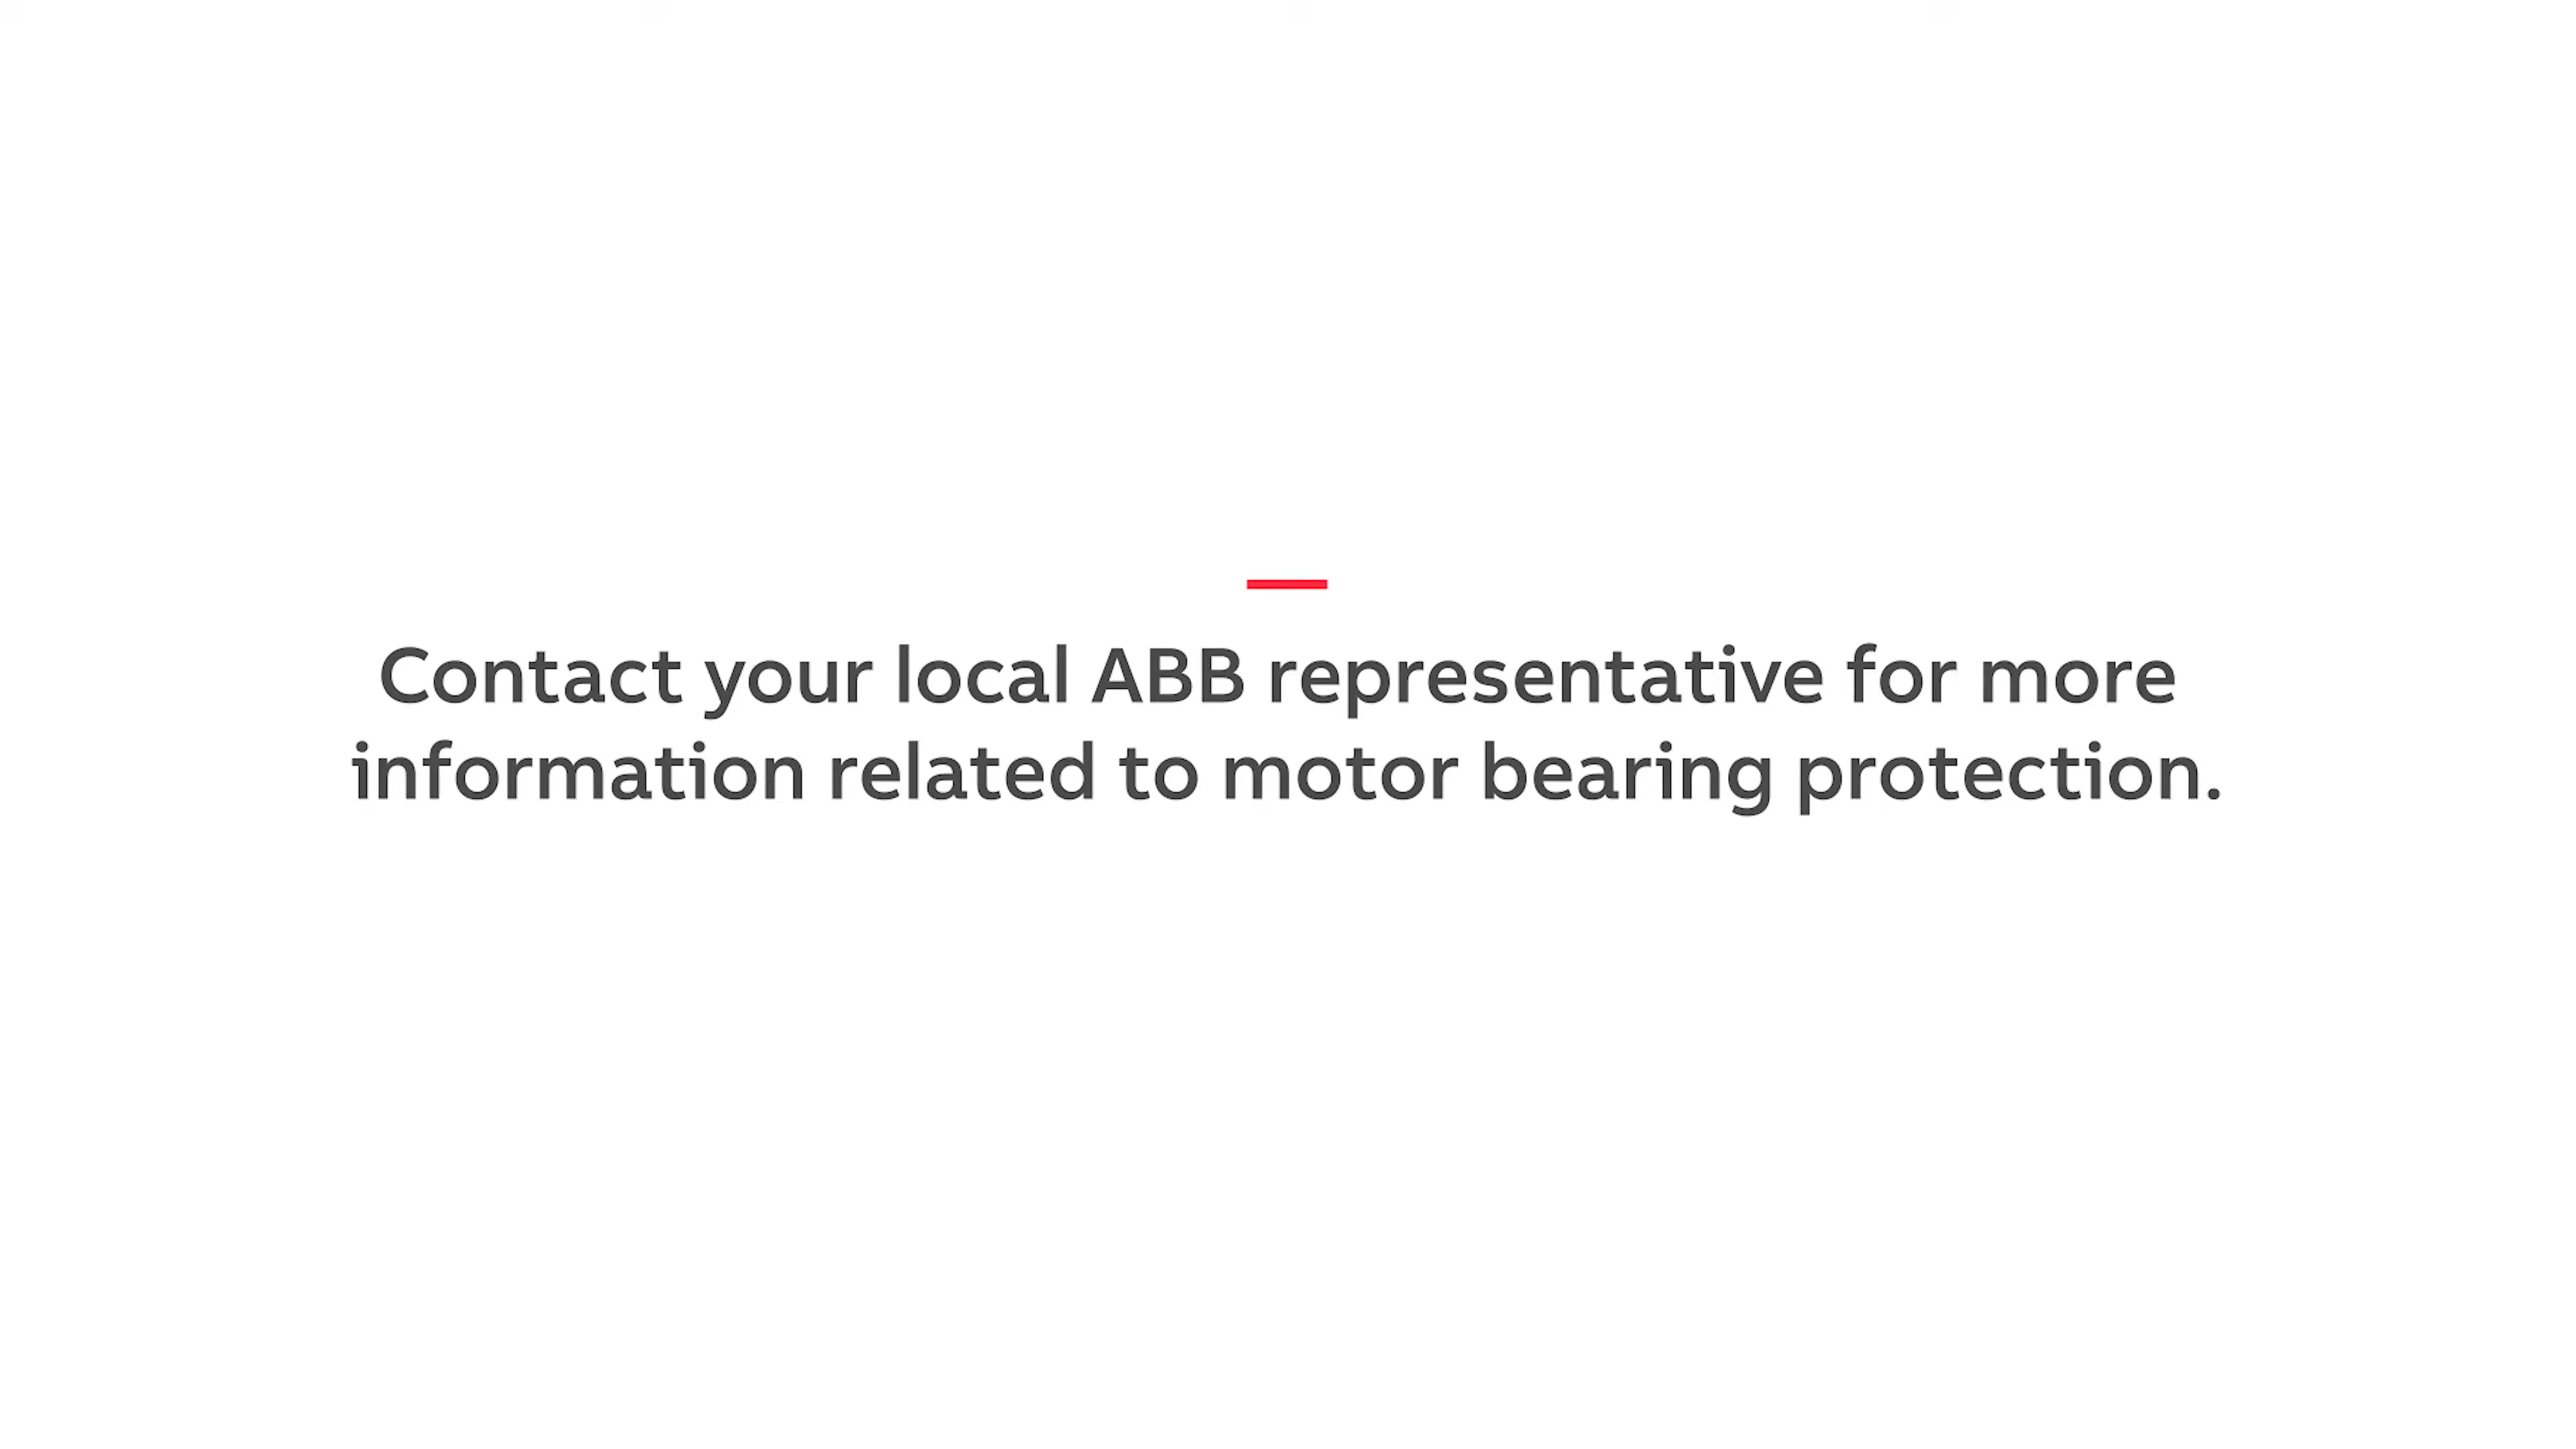 Contact your local ABB representative for more
information related to motor bearing protection.